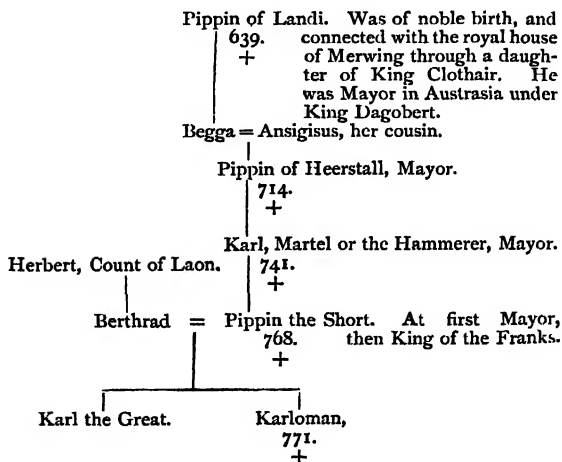 Pippin of Landi. Was of noble birth, and
639. connected with the royal house
+ of Merwing through a daugh-
ter of King Clothair. He
was Mayor in Austrasia under
King Dagobert.
Begga = Ansigisus, her cousin.
Pippin of Heerstall, Mayor.
714.
+
Karl, Martel or the Hammerer, Mayor.
Herbert, Count of Laon. 741.
+
Berthrad = Pippin the Short. At first Mayor,
768. then King of the Franks.
+
Karl the Great. Karloman,
771.
+